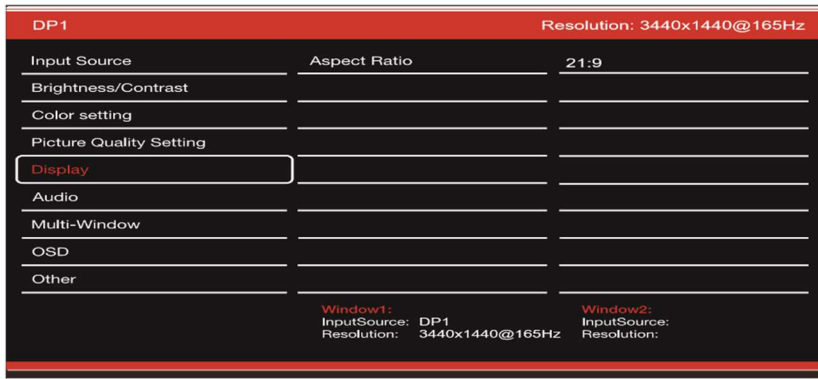 DP1 Resolution: 3440x1440@165Hz
Input Source Aspect Ratio 21:9
Brightness/Contrast
Color setting
Picture Quality Setting
Display
Audio
Multi-Window
OSD
Other
Window1: Window2:
InputSource: DP1 InputSource:
Resolution: 3440x1440@165Hz Resolution: